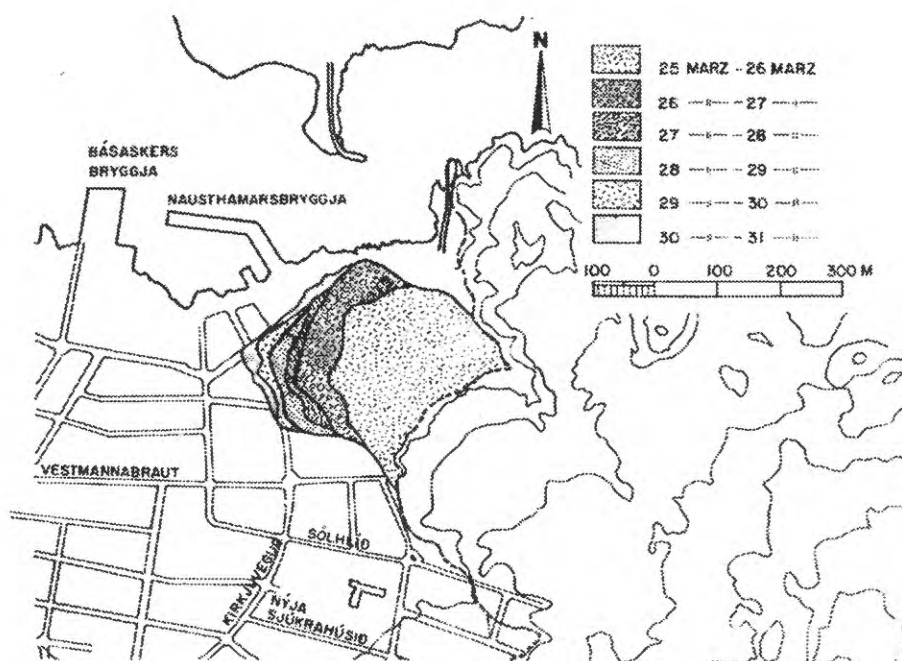 N
25 MARZ - 26 MARZ
26 —"— - 27 —"—
27 —"— - 28 —"—
28 —"— - 29 —"—
29 —"— - 30 —"—
30 —"— - 31 —"—
100 0 100 200 300 M
BÁSASKERS
BRYGGJA
NAUSTHAMARSBRYGGJA
VESTMANNABRAUT
SÓLHLÍÐ
KIRKJUVEGUR
NÝJA
SJÚKRAHÚSIÐ